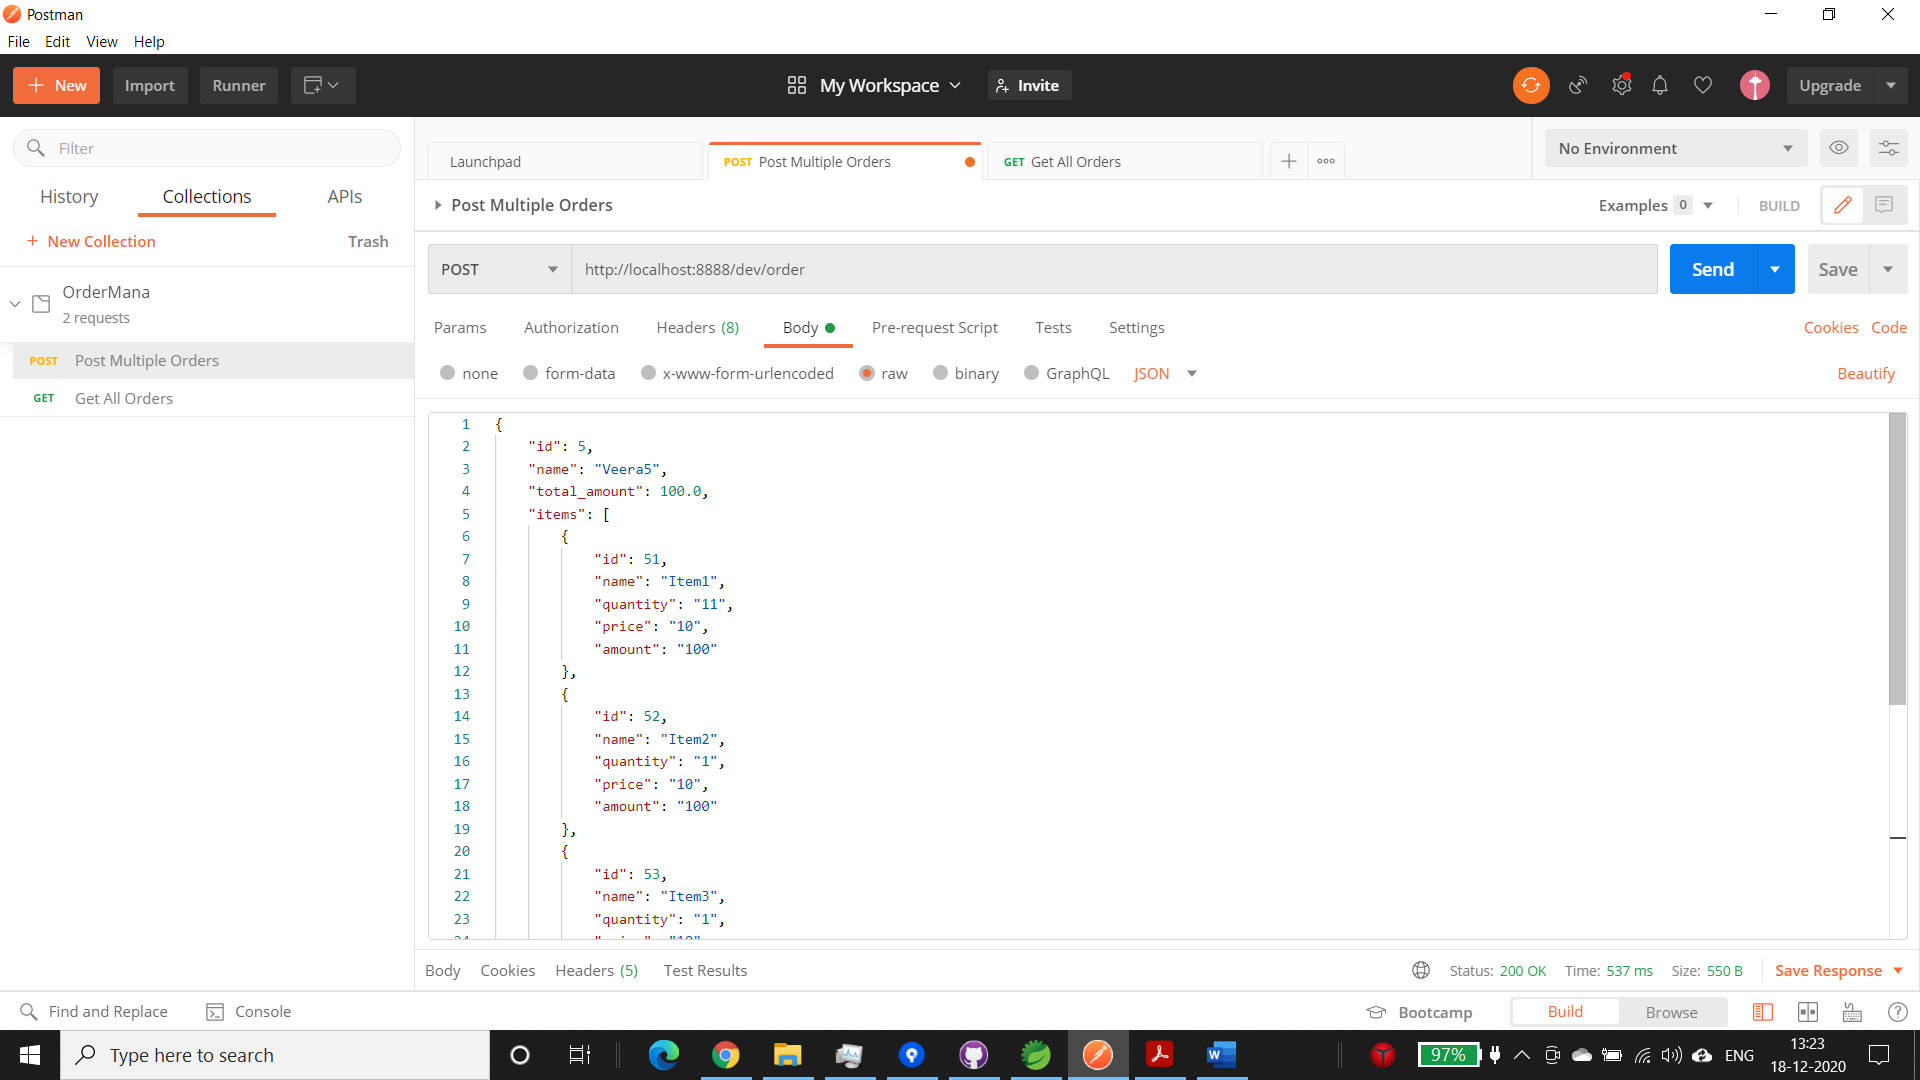 Postman
File Edit View Help
New Import Runner My Workspace Invite Upgrade
Filter
History Collections APIs
+ New Collection Trash
OrderMana
2 requests
POST Post Multiple Orders
GET Get All Orders
Launchpad POST Post Multiple Orders GET Get All Orders No Environment
Post Multiple Orders Examples 0 BUILD
POST http://localhost:8888/dev/order Send Save
Params Authorization Headers (8) Body Pre-request Script Tests Settings Cookies Code
none form-data x-www-form-urlencoded raw binary GraphQL JSON Beautify
1 {
2 "id": 5,
3 "name": "Veera5",
4 "total_amount": 100.0,
5 "items": [
6 {
7 "id": 51,
8 "name": "Item1",
9 "quantity": "11",
10 "price": "10",
11 "amount": "100"
12 },
13 {
14 "id": 52,
15 "name": "Item2",
16 "quantity": "1",
17 "price": "10",
18 "amount": "100"
19 },
20 {
21 "id": 53,
22 "name": "Item3",
23 "quantity": "1",
Body Cookies Headers (5) Test Results Status: 200 OK Time: 537 ms Size: 550 B Save Response
Find and Replace Console Bootcamp Build Browse
Type here to search 97% ENG 13:23
18-12-2020